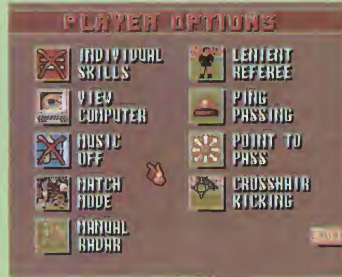 PLAYER OPTIONS
INDIVIDUAL
SKILLS
VIEW
COMPUTER
MUSIC
OFF
MATCH
MODE
MANUAL
RADAR
LENIENT
REFEREE
PING
PASSING
POINT TO
PASS
CROSSHAIR
KICKING